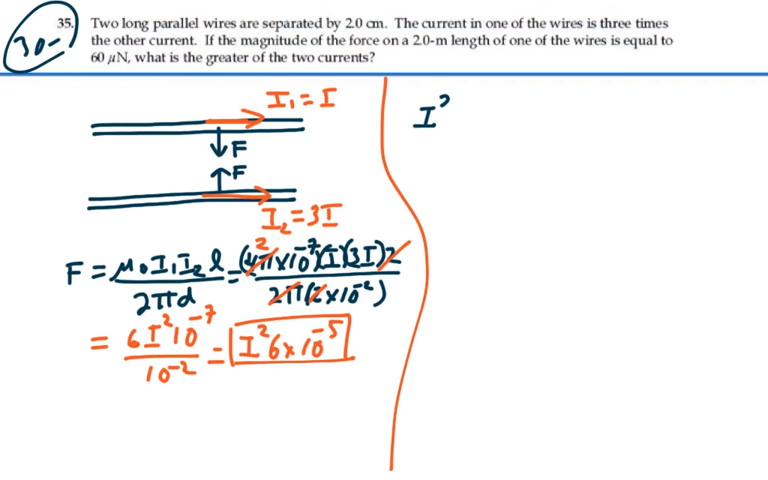 30-
35. Two long parallel wires are separated by 2.0 cm. The current in one of the wires is three times
the other current. If the magnitude of the force on a 2.0-m length of one of the wires is equal to
60 μN, what is the greater of the two currents?
I₁ = I
F
F
I₂ = 3I
F = μ₀I₁I₂l / 2πd = (4π×10⁻⁷)(I)(3I)2 / 2π(2×10⁻²)
2
= 6I²10⁻⁷ / 10⁻² = I²6×10⁻⁵
I²